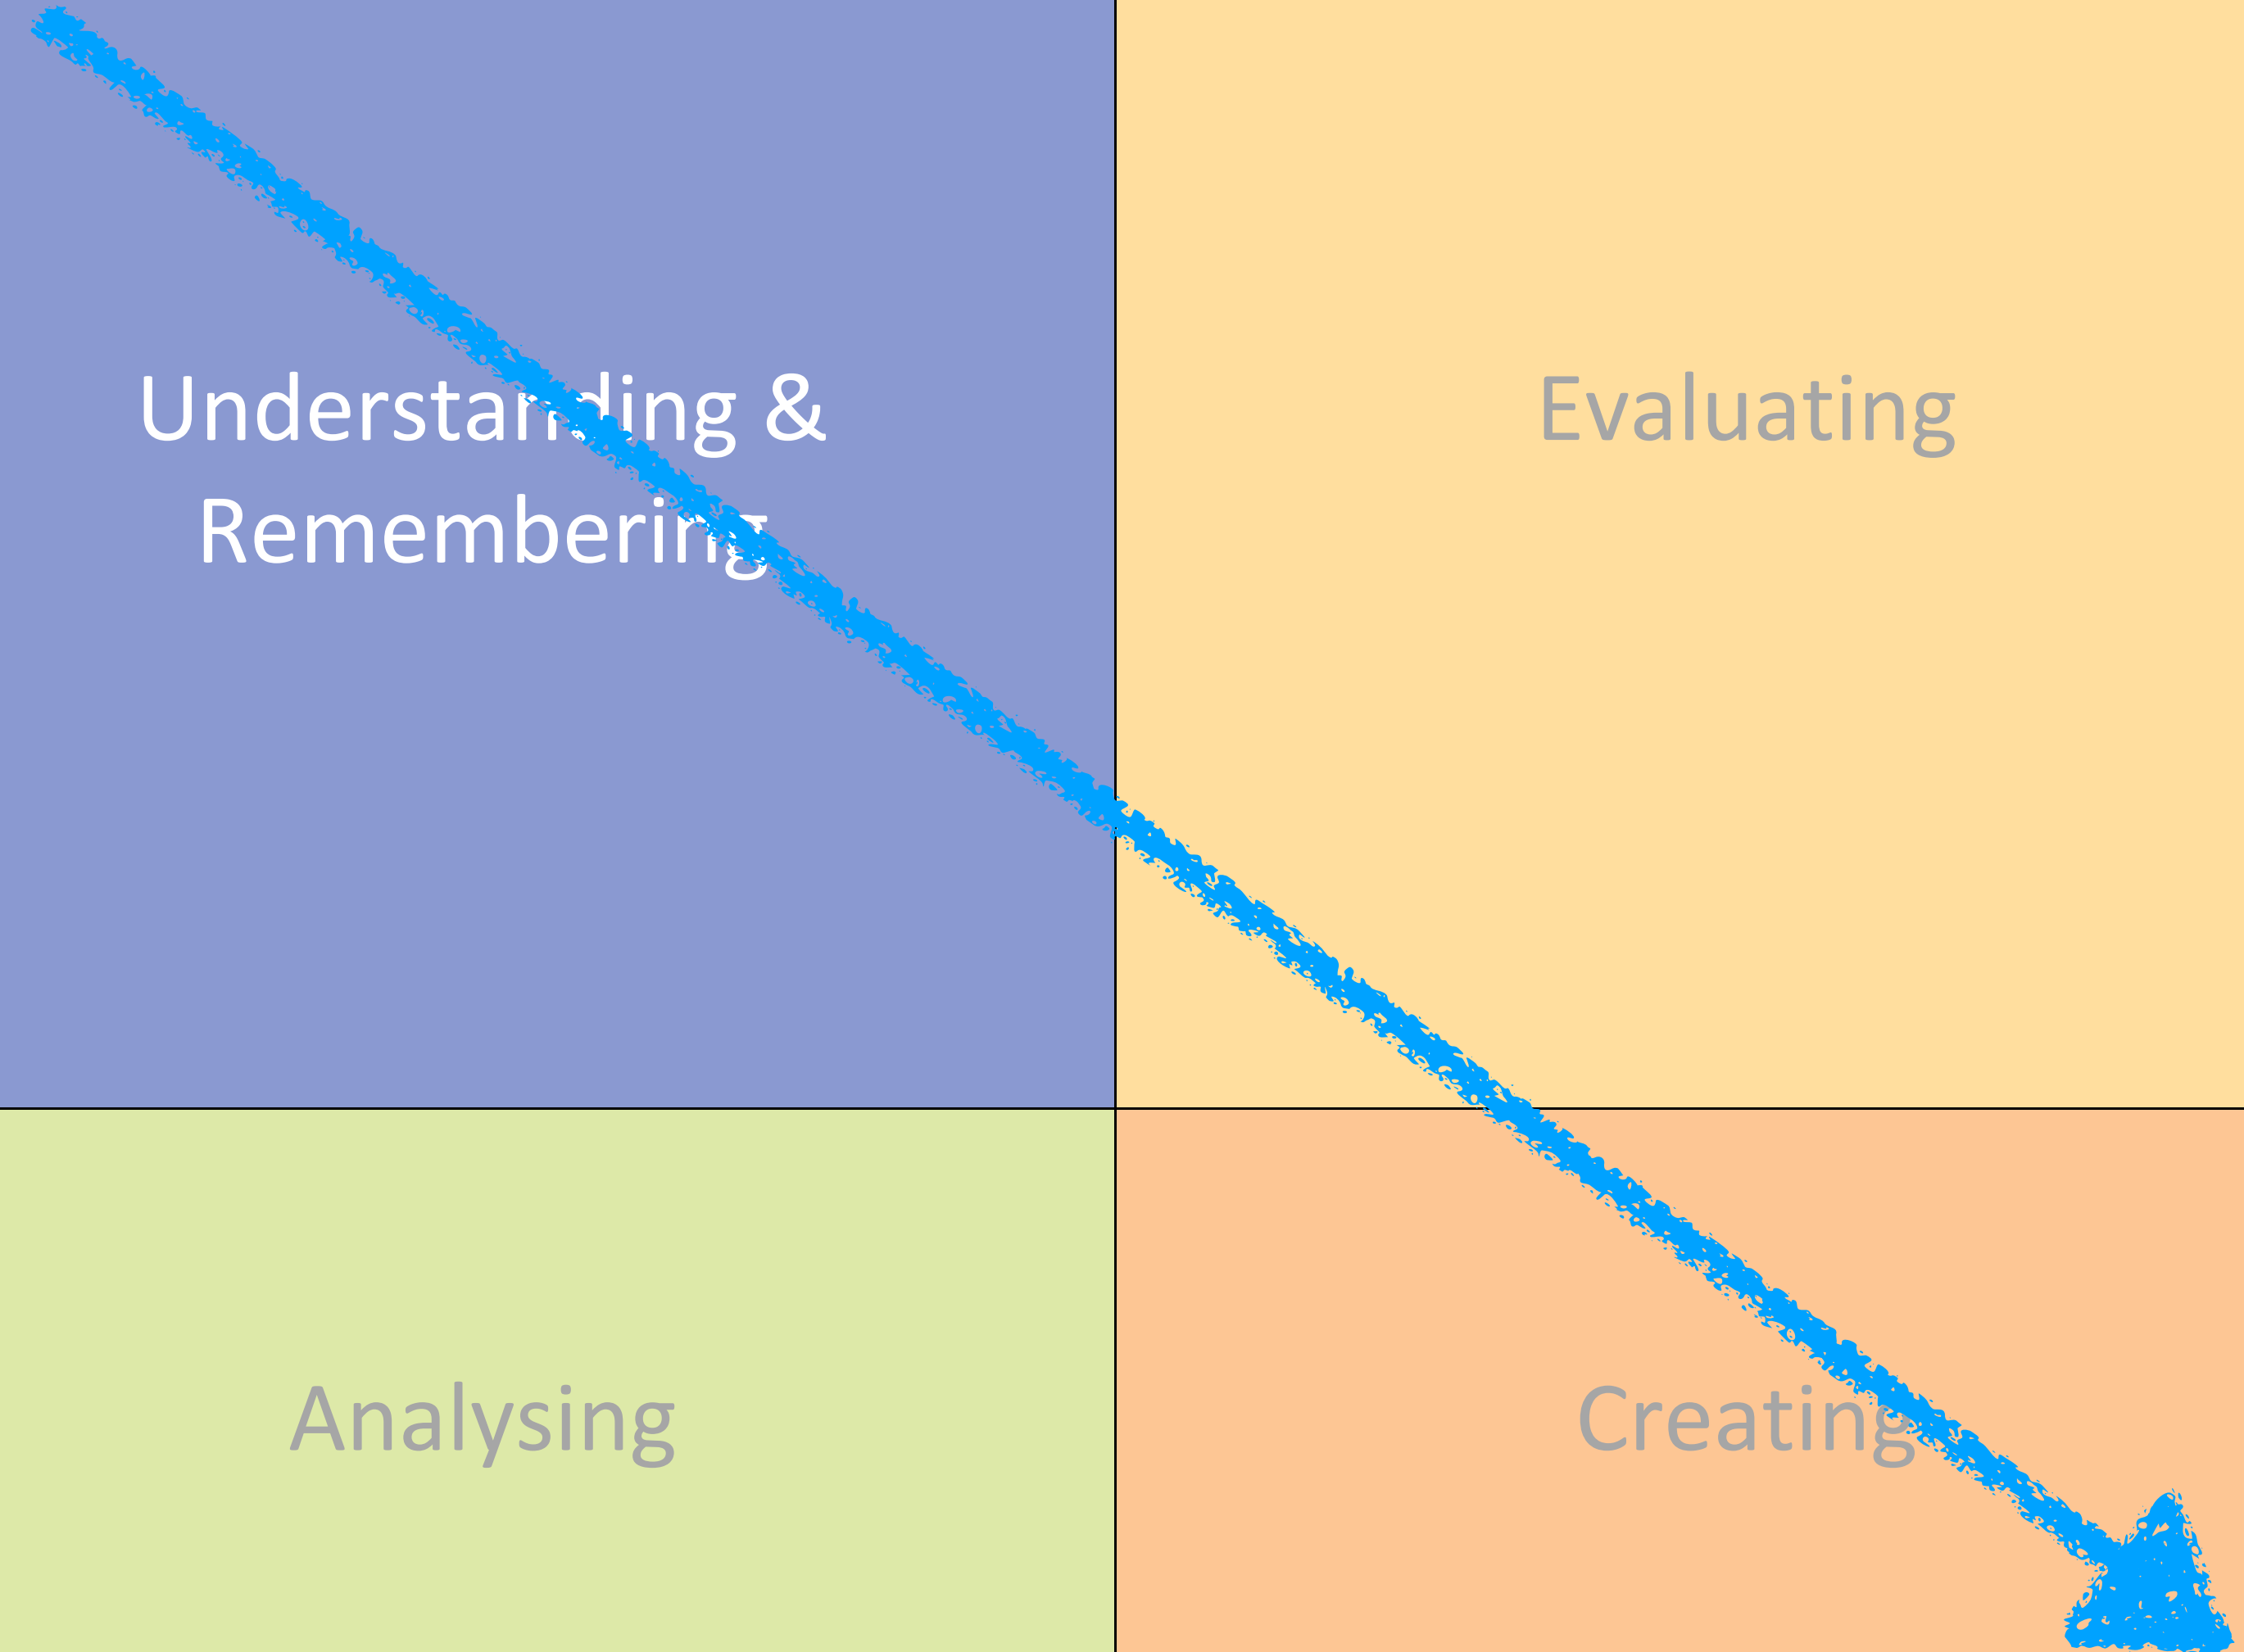 Understanding &
Remembering
Evaluating
Analysing
Creating